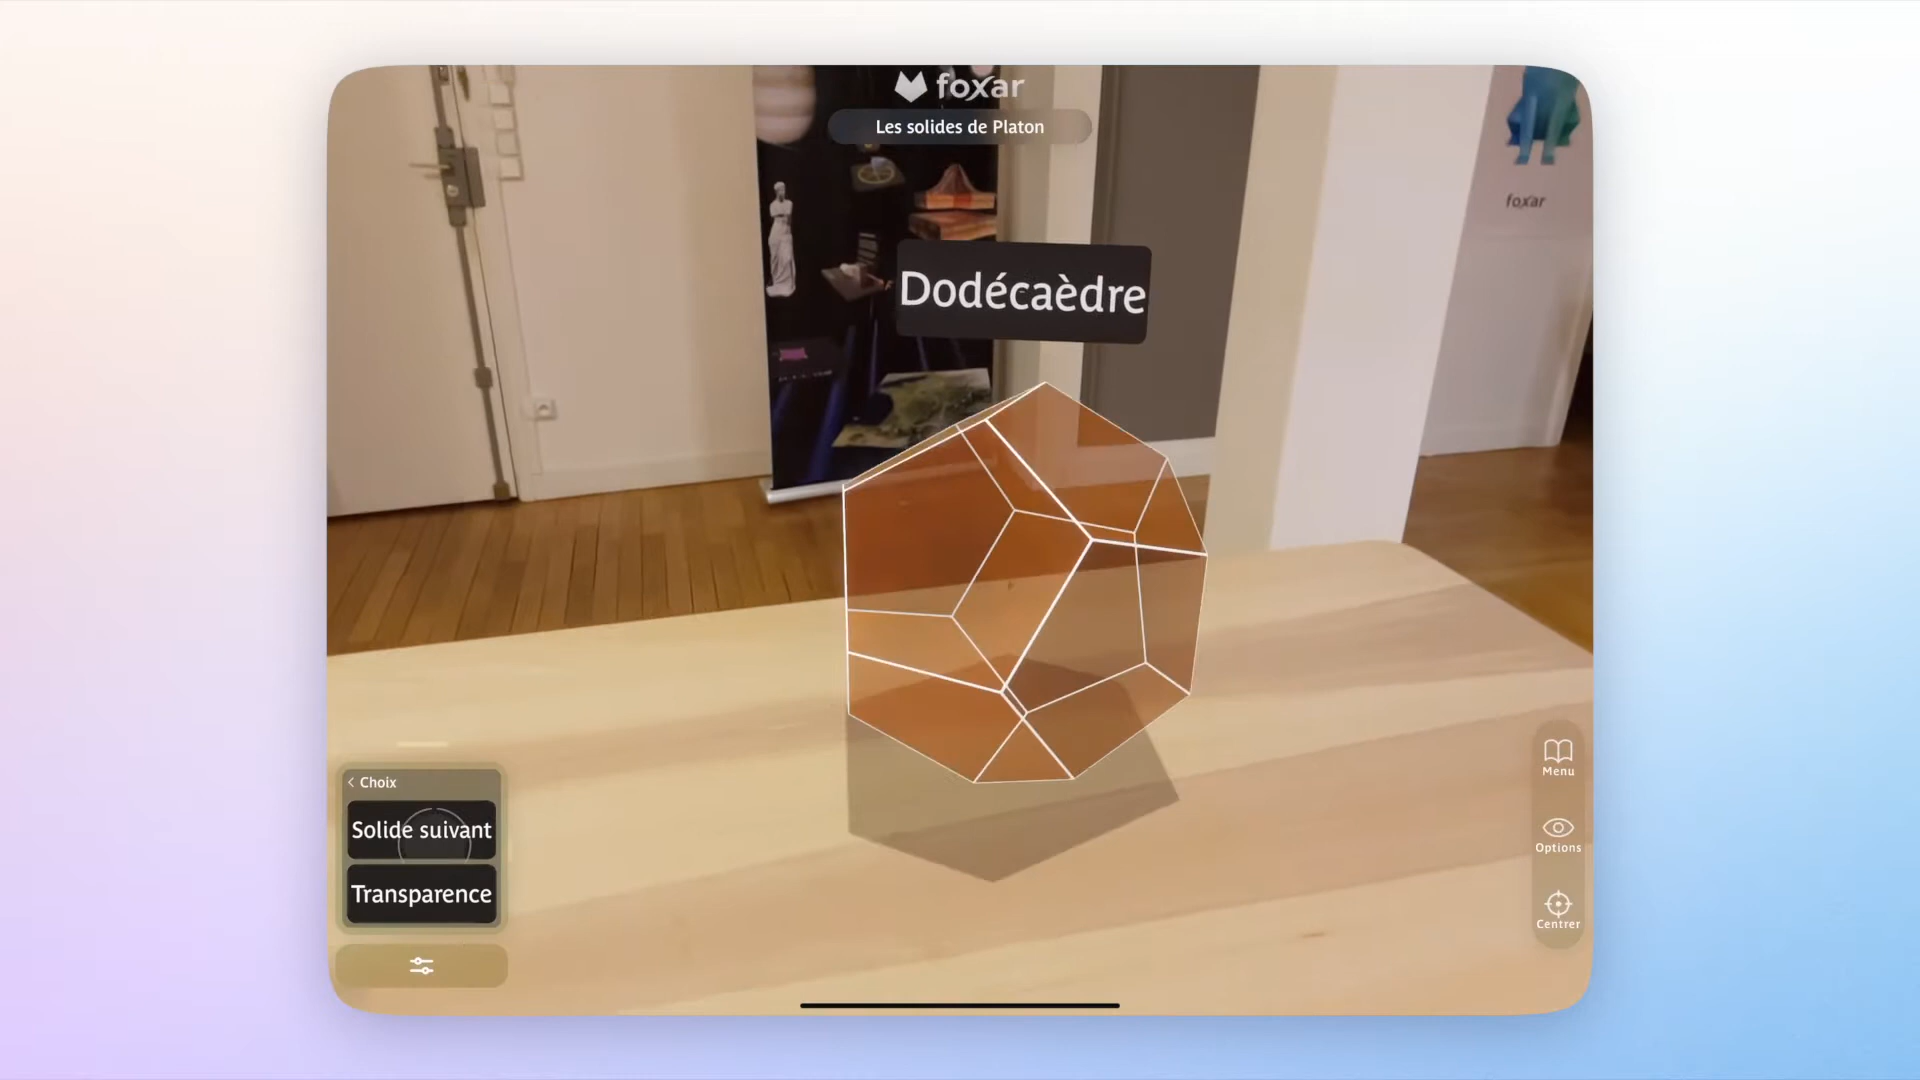 foxar
Les solides de Platon
foxar
Dodécaèdre
Choix
Solide suivant
Transparence
Menu
Options
Centrer